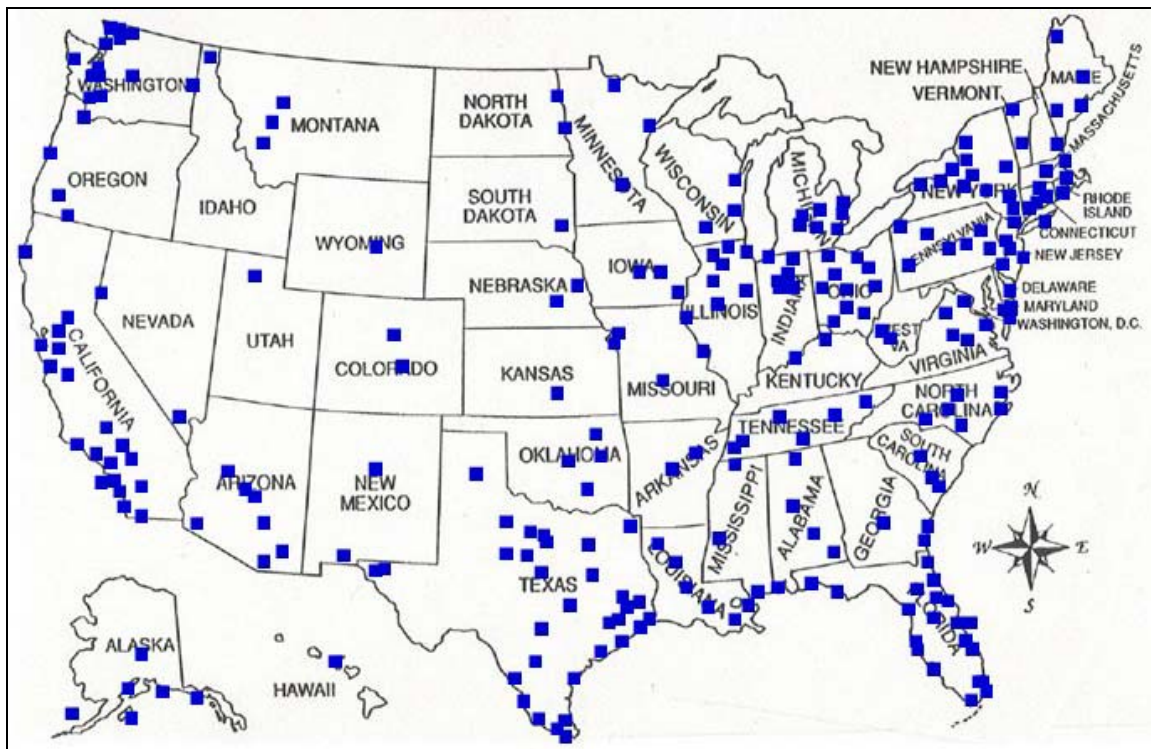 WASHINGTON
OREGON
IDAHO
MONTANA
NORTH
DAKOTA
SOUTH
DAKOTA
WYOMING
NEBRASKA
NEVADA
UTAH
COLORADO
CALIFORNIA
ARIZONA
NEW
MEXICO
KANSAS
OKLAHOMA
TEXAS
MINNESOTA
IOWA
MISSOURI
ARKANSAS
LOUISIANA
WISCONSIN
ILLINOIS
MICHIGAN
INDIANA
OHIO
KENTUCKY
TENNESSEE
MISSISSIPPI
ALABAMA
GEORGIA
FLORIDA
SOUTH
CAROLINA
NORTH
CAROLINA
VIRGINIA
WEST
VA
PENNSYLVANIA
NEW YORK
NEW HAMPSHIRE
VERMONT
MAINE
MASSACHUSETTS
RHODE
ISLAND
CONNECTICUT
NEW JERSEY
DELAWARE
MARYLAND
WASHINGTON, D.C.
N
W
E
S
ALASKA
HAWAII